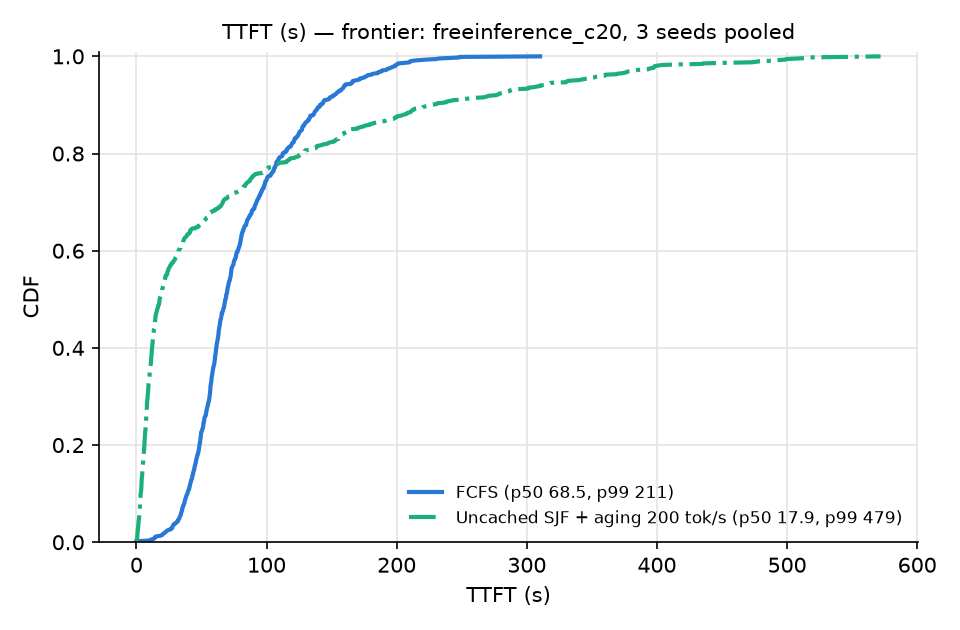 TTFT (s) — frontier: freeinference_c20, 3 seeds pooled
1.0
0.8
0.6
0.4
0.2
0.0
CDF
FCFS (p50 68.5, p99 211)
Uncached SJF + aging 200 tok/s (p50 17.9, p99 479)
0 100 200 300 400 500 600
TTFT (s)